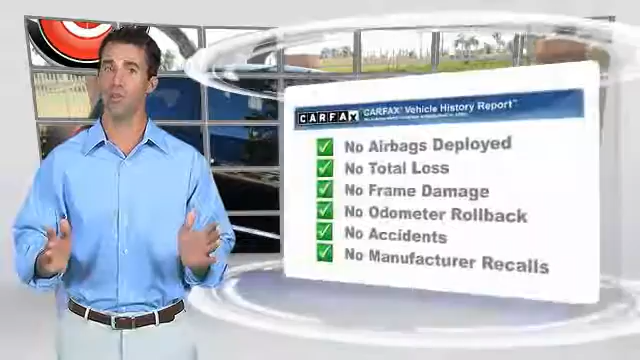 CARFAX CARFAX Vehicle History Report™
No Airbags Deployed
No Total Loss
No Frame Damage
No Odometer Rollback
No Accidents
No Manufacturer Recalls